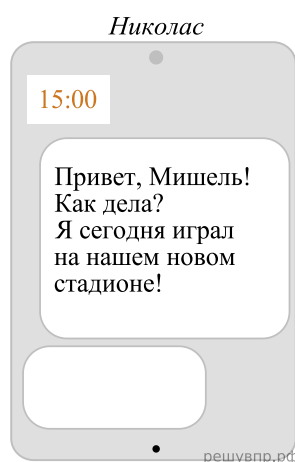 Николас
15:00
Привет, Мишель!
Как дела?
Я сегодня играл
на нашем новом
стадионе!
решувпр.рф